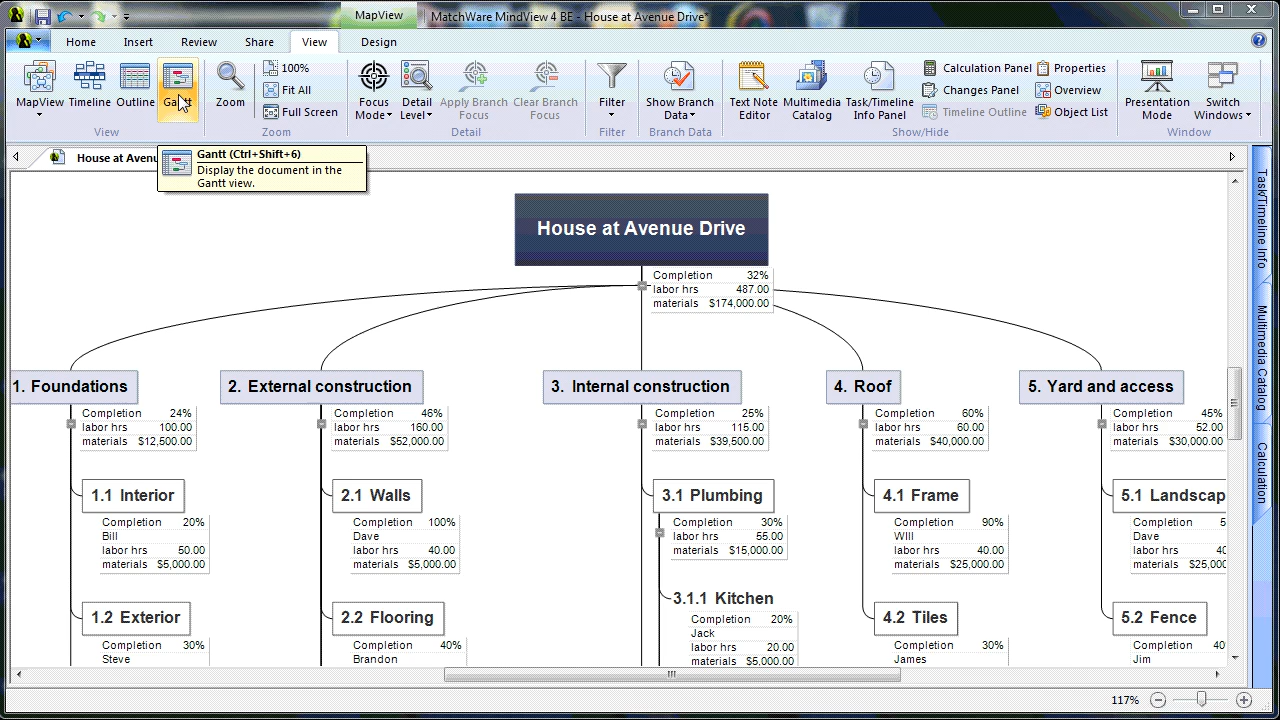 MapView
MatchWare MindView 4 BE - House at Avenue Drive*
Home Insert Review Share View Design
MapView Timeline Outline Gantt Zoom
100%
Fit All
Full Screen
Focus Mode Detail Level Apply Branch Focus Clear Branch Focus Filter Show Branch Data Text Note Editor Multimedia Catalog Task/Timeline Info Panel
Calculation Panel Properties
Changes Panel Overview
Timeline Outline Object List
Presentation Mode Switch Windows
View Zoom Detail Filter Branch Data Show/Hide Window
House at Avenu
Gantt (Ctrl+Shift+6)
Display the document in the
Gantt view.
House at Avenue Drive
Completion 32%
labor hrs 487.00
materials $174,000.00
1. Foundations 2. External construction 3. Internal construction 4. Roof 5. Yard and access
Completion 24% Completion 46% Completion 25% Completion 60% Completion 45%
labor hrs 100.00 labor hrs 160.00 labor hrs 115.00 labor hrs 60.00 labor hrs 52.00
materials $12,500.00 materials $52,000.00 materials $39,500.00 materials $40,000.00 materials $30,000.00
1.1 Interior 2.1 Walls 3.1 Plumbing 4.1 Frame 5.1 Landscap
Completion 20% Completion 100% Completion 30% Completion 90% Completion 5
Bill Dave labor hrs 55.00 Will Dave
labor hrs 50.00 labor hrs 40.00 materials $15,000.00 labor hrs 40.00 labor hrs 40
materials $5,000.00 materials $5,000.00 materials $25,000.00 materials $25,00
3.1.1 Kitchen
1.2 Exterior 2.2 Flooring 4.2 Tiles 5.2 Fence
Completion 20%
Jack
labor hrs 20.00
materials $5,000.00
Completion 30% Completion 40% Completion 30% Completion 40
Steve Brandon James Jim
Task/Timeline Info
Multimedia Catalog
Calculation
117%